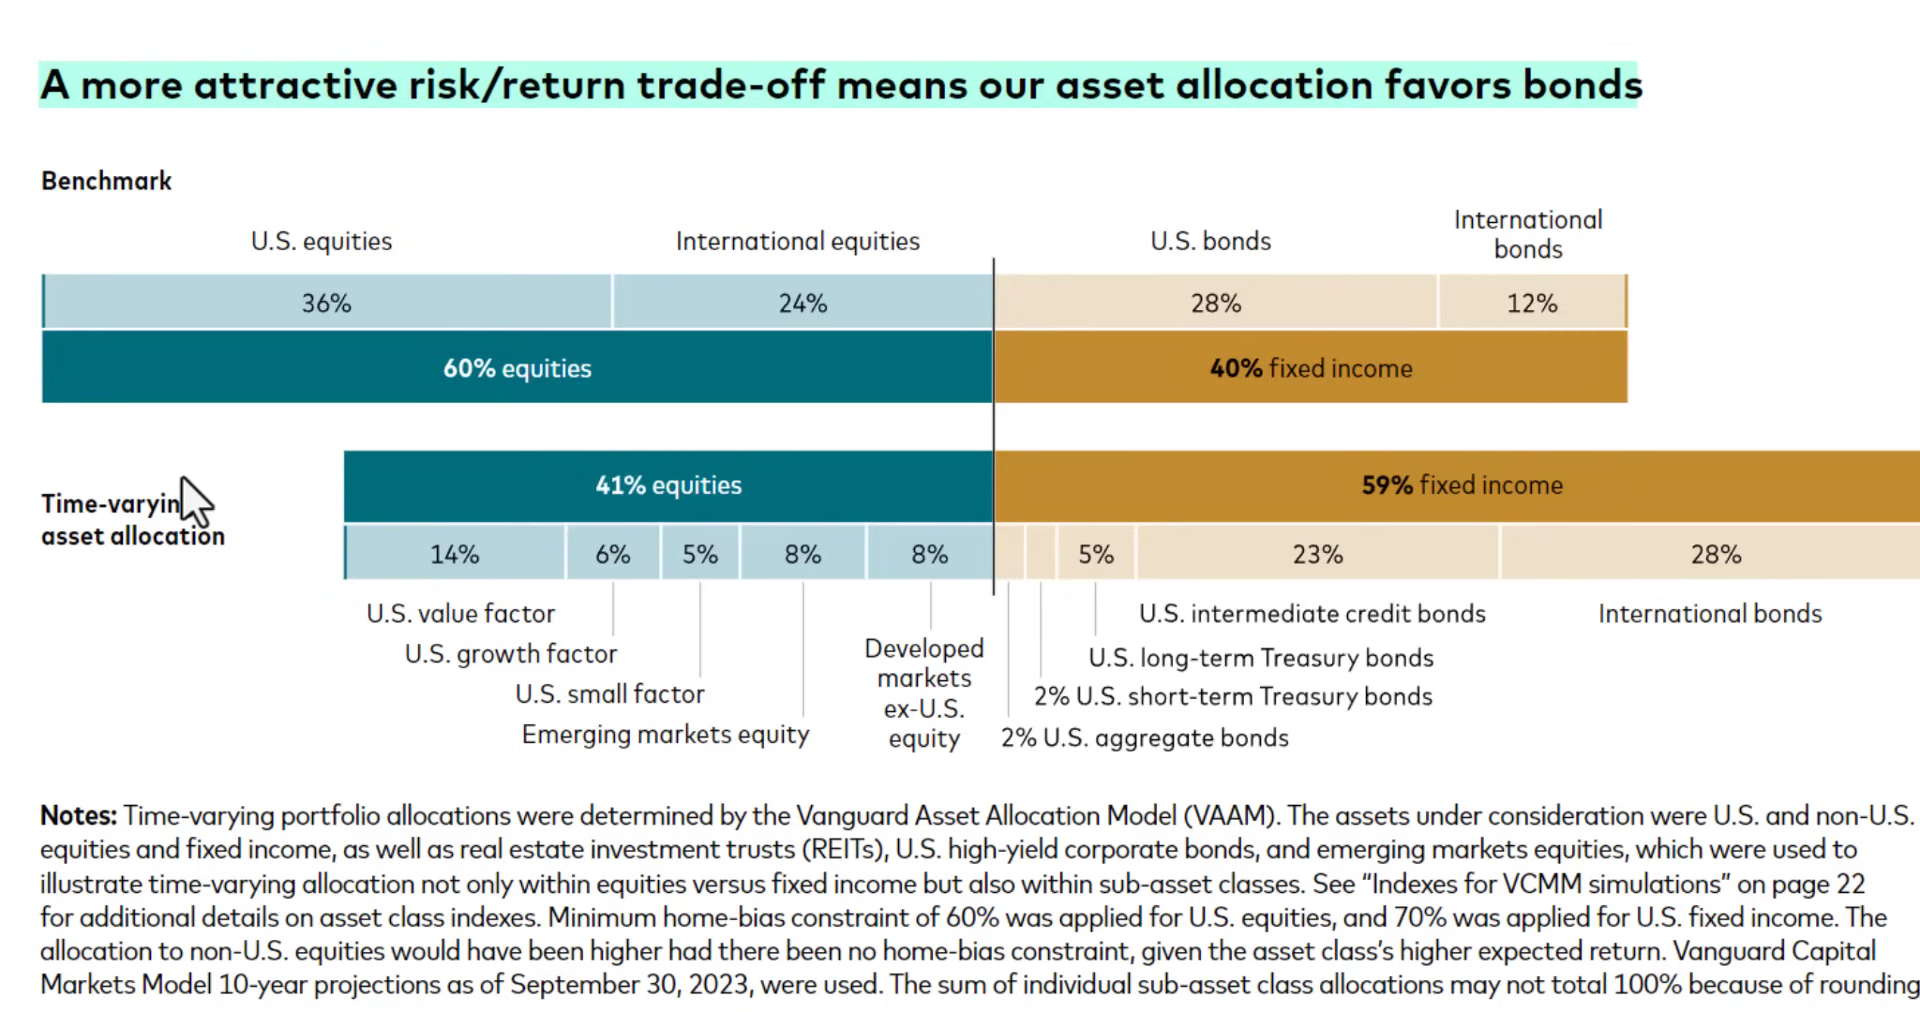 A more attractive risk/return trade-off means our asset allocation favors bonds
Benchmark
U.S. equities
International equities
U.S. bonds
International
bonds
36%
24%
28%
12%
60% equities
40% fixed income
Time-varyin
asset allocation
41% equities
59% fixed income
14%
6%
5%
8%
8%
5%
23%
28%
U.S. value factor
U.S. growth factor
U.S. small factor
Emerging markets equity
Developed
markets
ex-U.S.
equity
U.S. intermediate credit bonds
International bonds
U.S. long-term Treasury bonds
2% U.S. short-term Treasury bonds
2% U.S. aggregate bonds
Notes: Time-varying portfolio allocations were determined by the Vanguard Asset Allocation Model (VAAM). The assets under consideration were U.S. and non-U.S.
equities and fixed income, as well as real estate investment trusts (REITs), U.S. high-yield corporate bonds, and emerging markets equities, which were used to
illustrate time-varying allocation not only within equities versus fixed income but also within sub-asset classes. See “Indexes for VCMM simulations” on page 22
for additional details on asset class indexes. Minimum home-bias constraint of 60% was applied for U.S. equities, and 70% was applied for U.S. fixed income. The
allocation to non-U.S. equities would have been higher had there been no home-bias constraint, given the asset class’s higher expected return. Vanguard Capital
Markets Model 10-year projections as of September 30, 2023, were used. The sum of individual sub-asset class allocations may not total 100% because of rounding